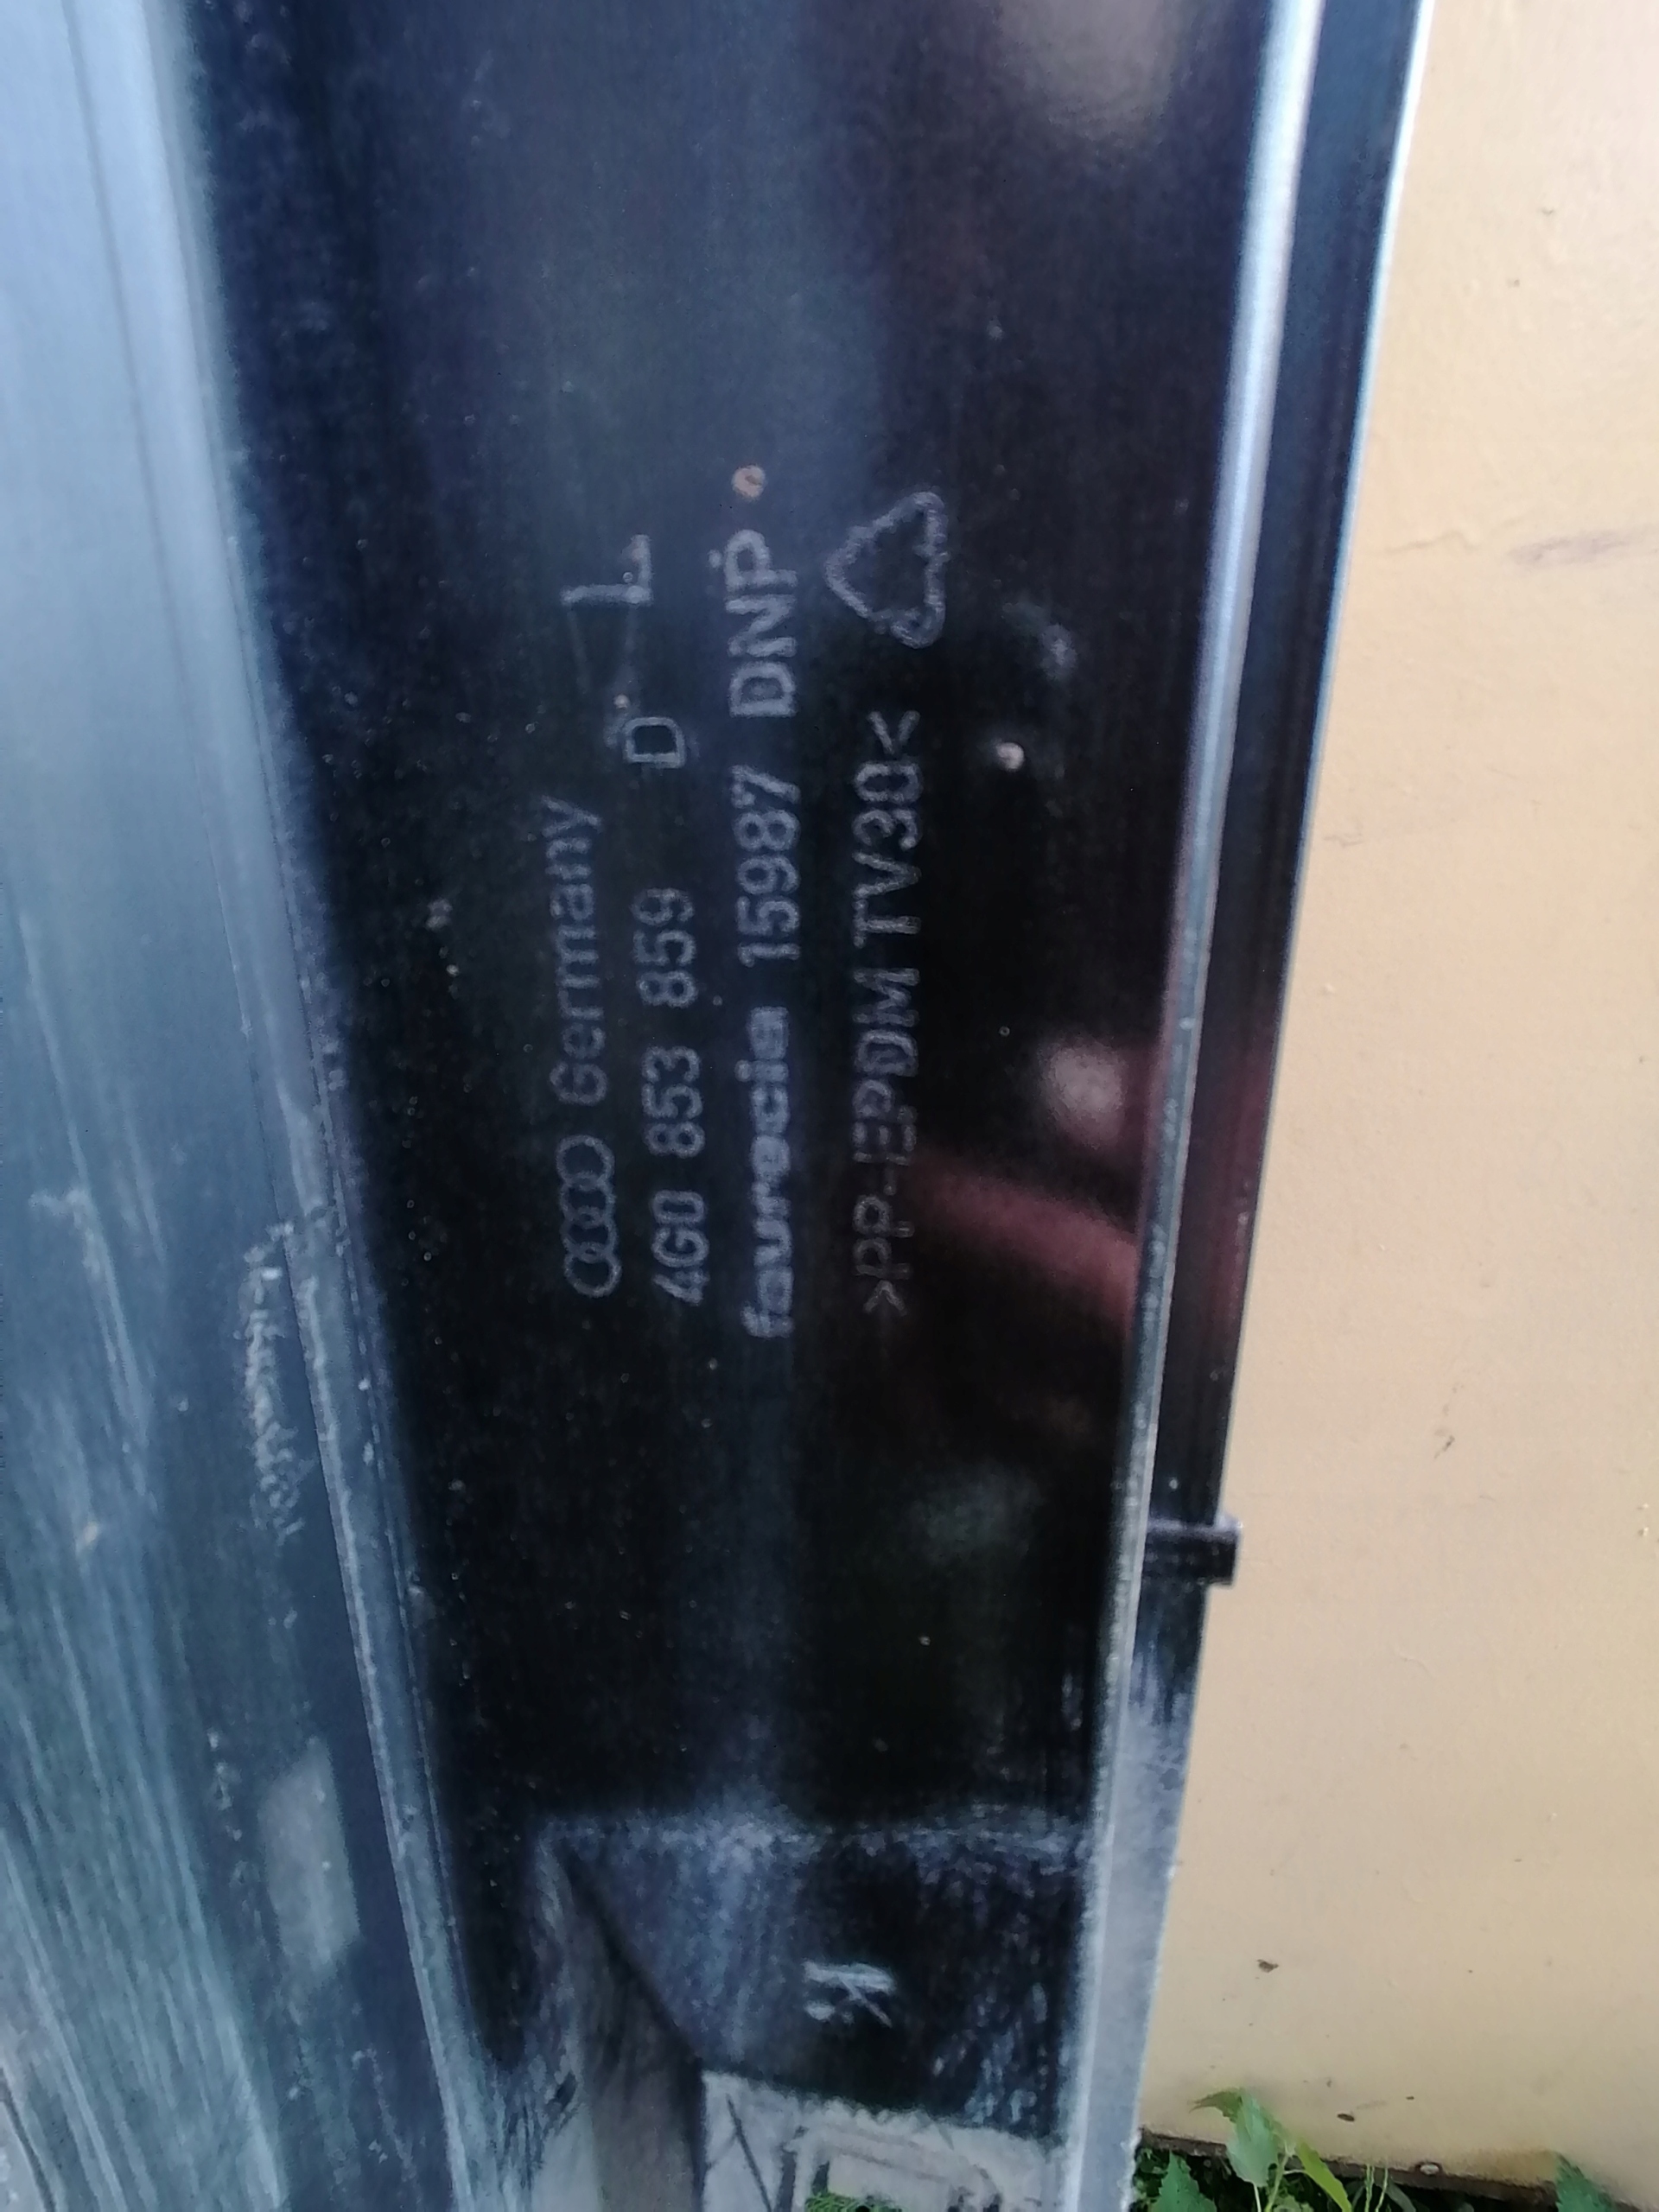 Germany
4G0 853 859 D L
faurecia 15987 DNP
>PP-(EPDM TV30<
K